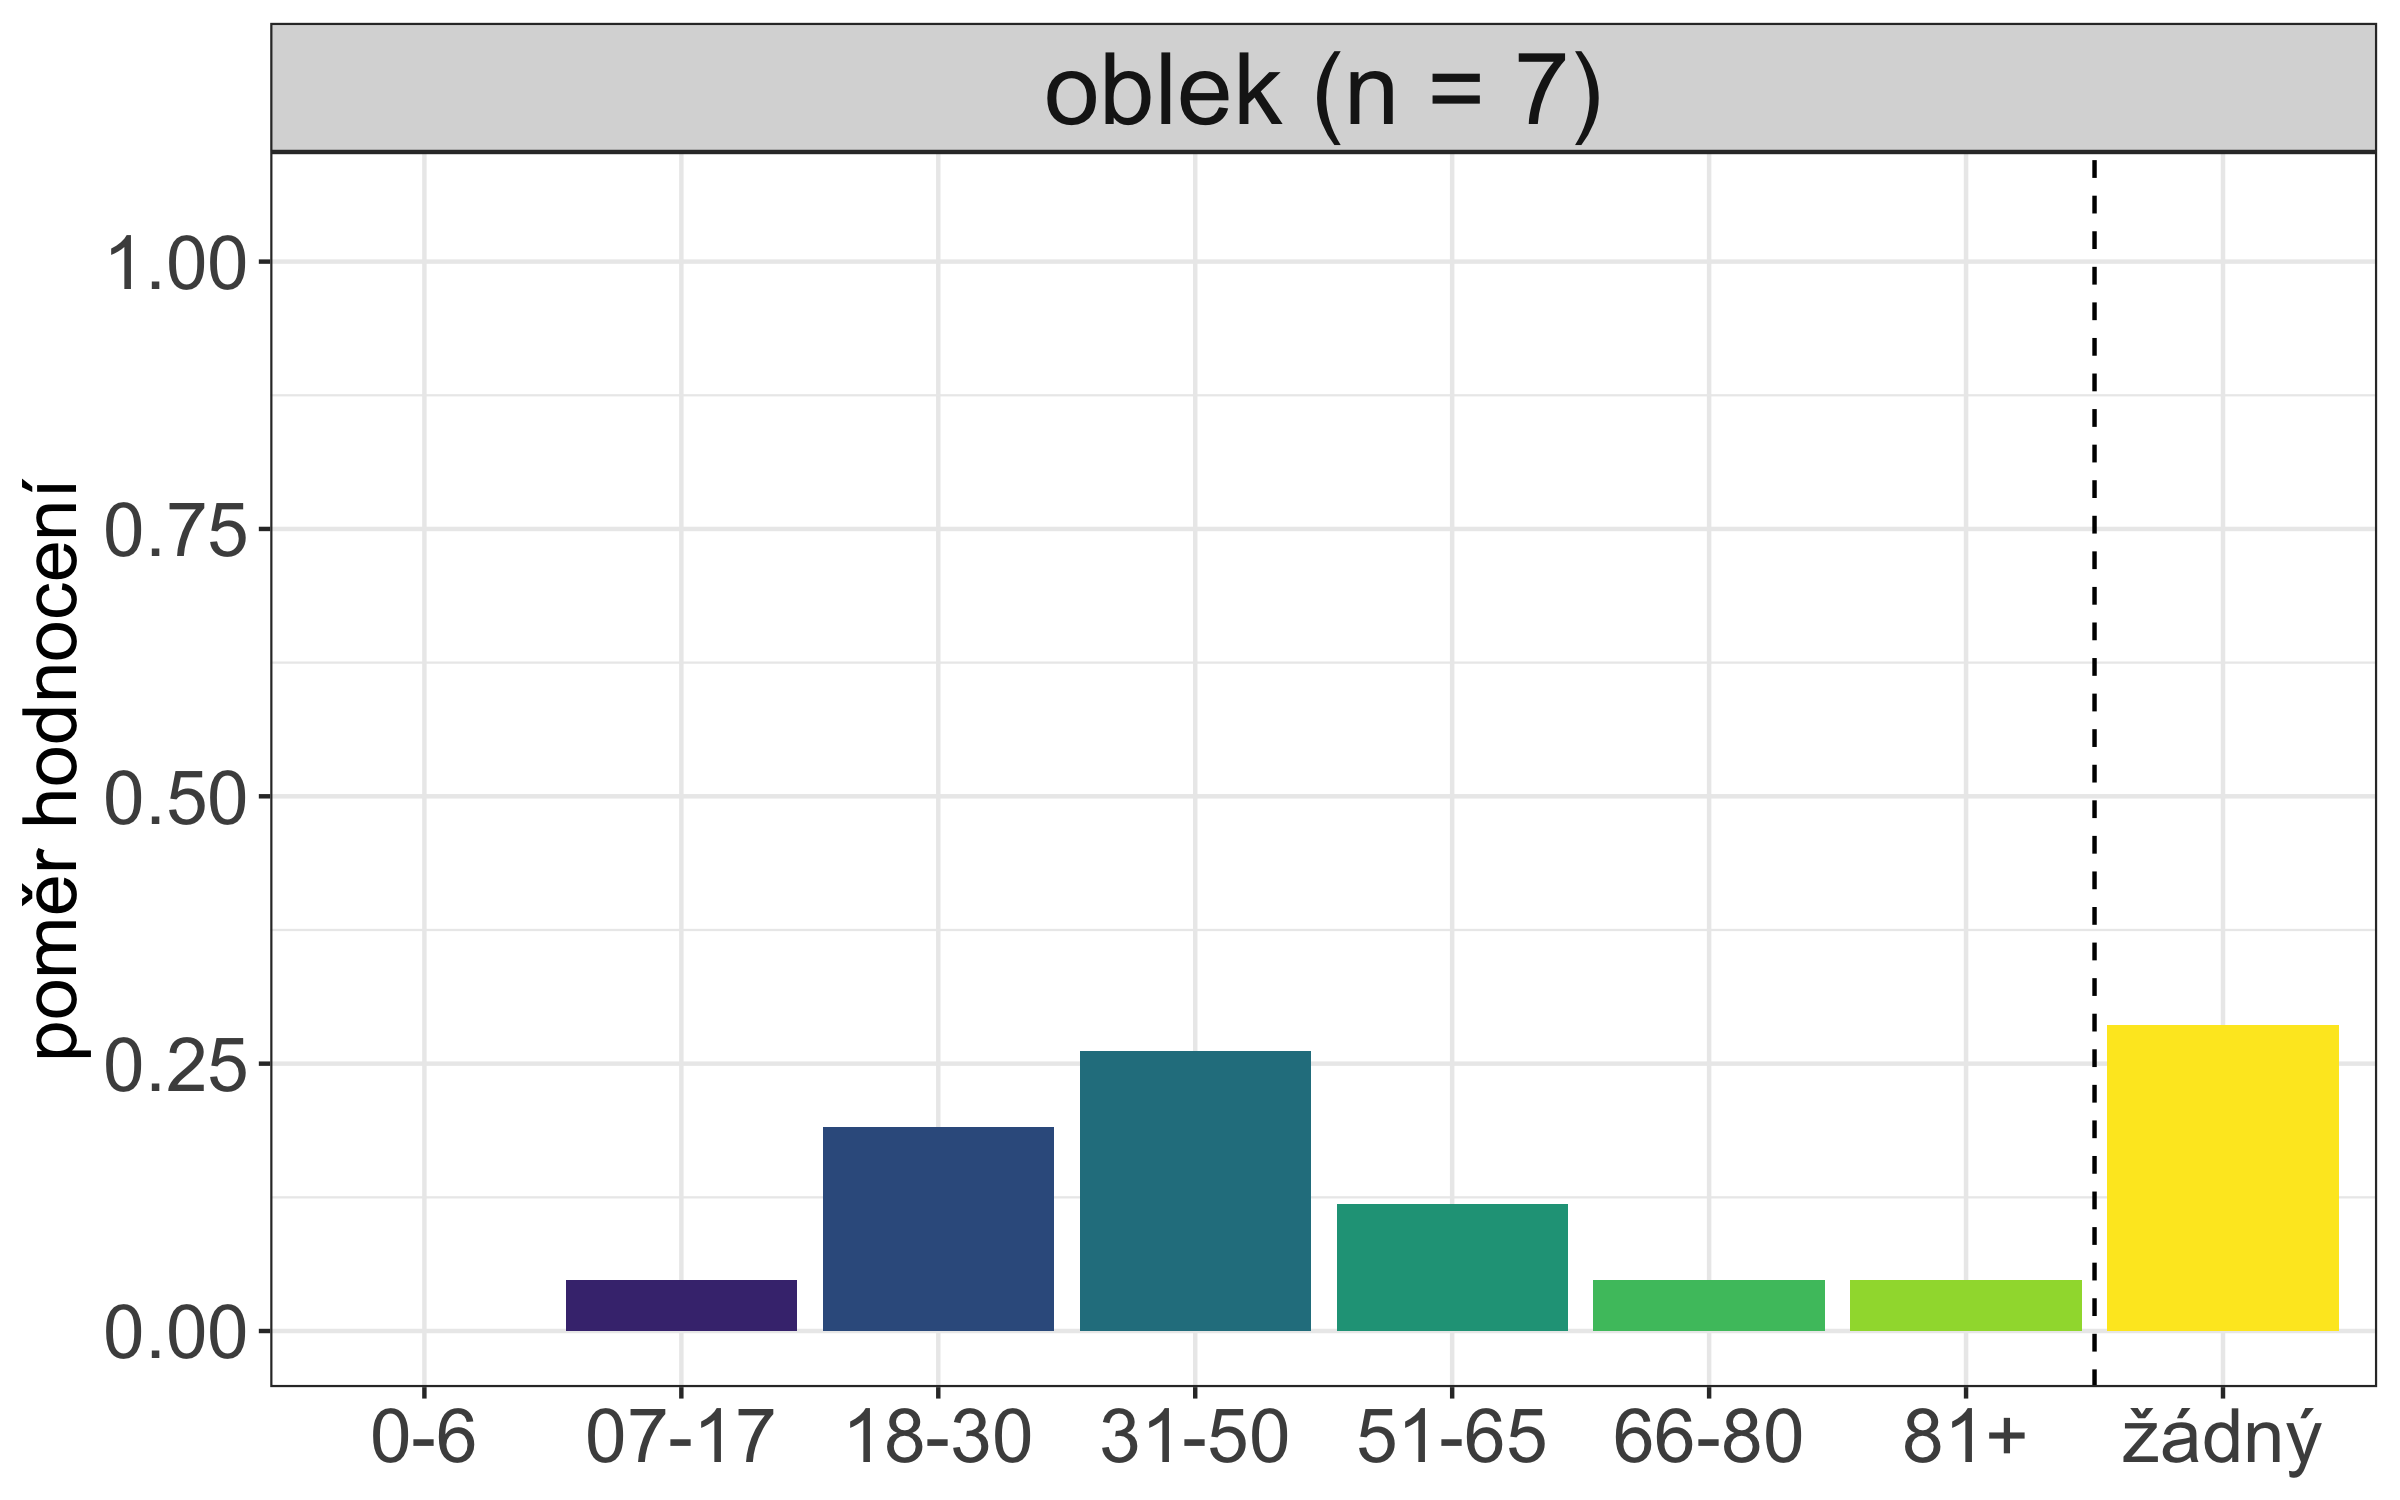 oblek (n = 7)
poměr hodnocení
1.00
0.75
0.50
0.25
0.00
0-6 07-17 18-30 31-50 51-65 66-80 81+ žádný